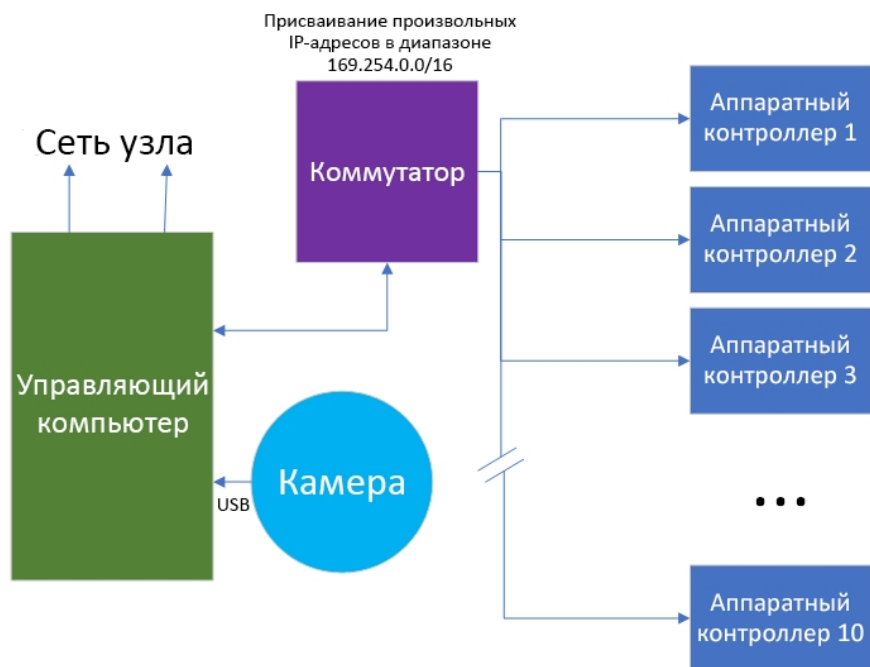 Присваивание произвольных
IP-адресов в диапазоне
169.254.0.0/16
Сеть узла
Коммутатор
Управляющий
компьютер
Камера
USB
Аппаратный
контроллер 1
Аппаратный
контроллер 2
Аппаратный
контроллер 3
...
Аппаратный
контроллер 10